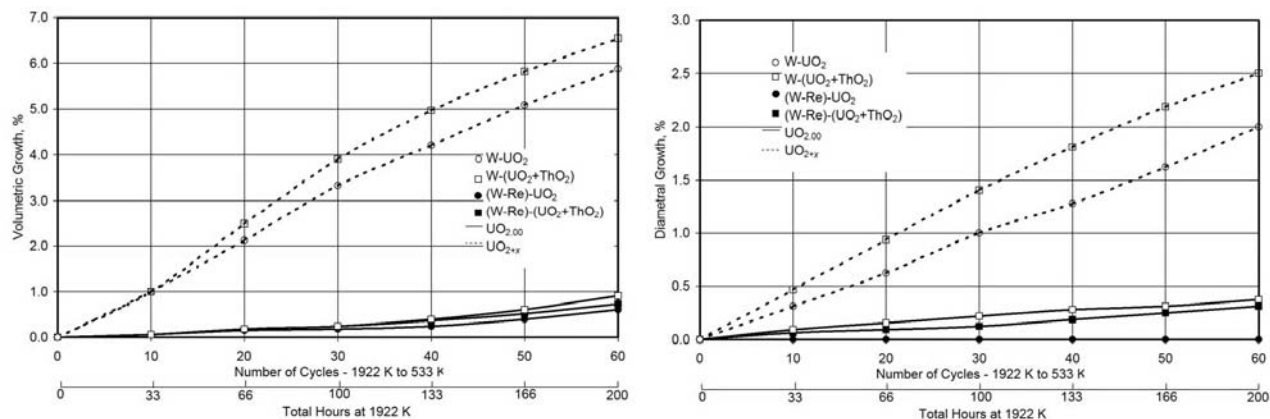 Volumetric Growth, %
7.0
6.0
5.0
4.0
3.0
2.0
1.0
0.0
W-UO₂
W-(UO₂+ThO₂)
(W-Re)-UO₂
(W-Re)-(UO₂+ThO₂)
UO₂.₀₀
UO₂₊ₓ
0 10 20 30 40 50 60
Number of Cycles - 1922 K to 533 K
0 33 66 100 133 166 200
Total Hours at 1922 K
Diametral Growth, %
3.0
2.5
2.0
1.5
1.0
0.5
0.0
W-UO₂
W-(UO₂+ThO₂)
(W-Re)-UO₂
(W-Re)-(UO₂+ThO₂)
UO₂.₀₀
UO₂₊ₓ
0 10 20 30 40 50 60
Number of Cycles - 1922 K to 533 K
0 33 66 100 133 166 200
Total Hours at 1922 K